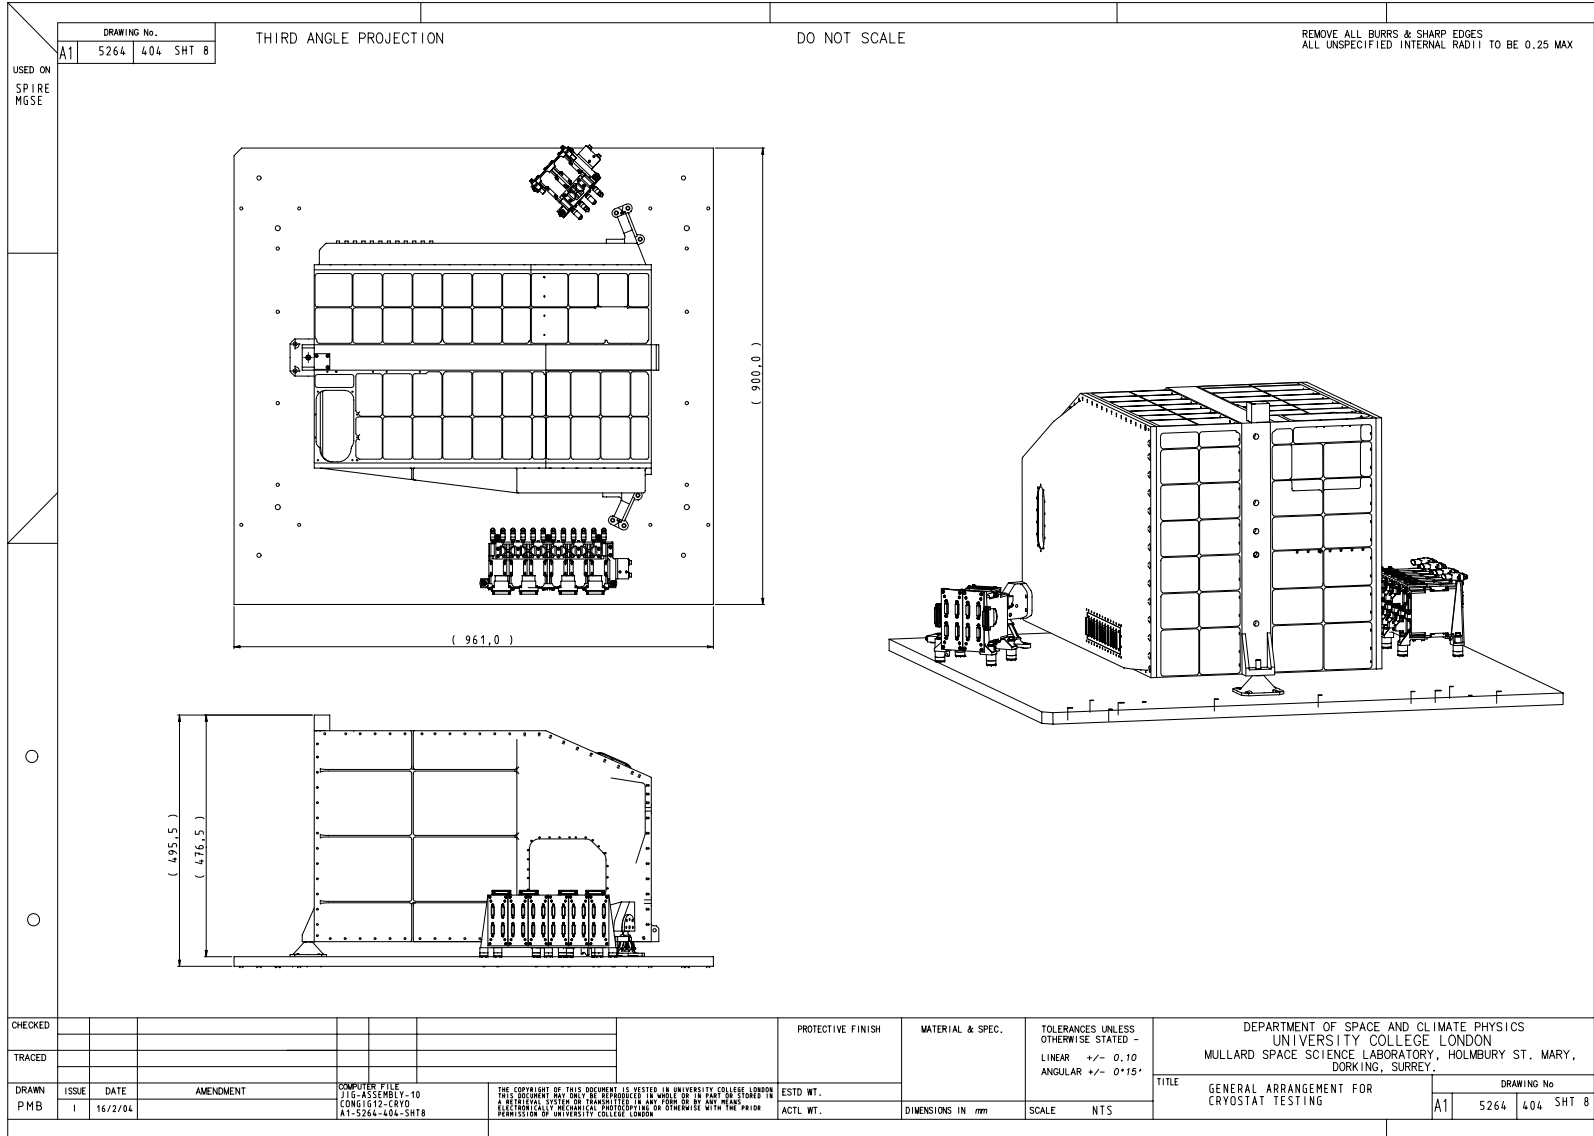 DRAWING No.
A1 5264 404 SHT 8
THIRD ANGLE PROJECTION
DO NOT SCALE
REMOVE ALL BURRS & SHARP EDGES
ALL UNSPECIFIED INTERNAL RADII TO BE 0.25 MAX
USED ON
SPIRE
MGSE
( 900,0 )
( 961,0 )
( 495,5 )
( 476,5 )
CHECKED
TRACED
DRAWN
PMB
ISSUE DATE AMENDMENT
1 16/2/04
COMPUTER FILE
JIG-ASSEMBLY-10
CONGIG12-CRYO
A1-5264-404-SHT8
THE COPYRIGHT OF THIS DOCUMENT IS VESTED IN UNIVERSITY COLLEGE LONDON
THIS DOCUMENT MAY ONLY BE REPRODUCED IN WHOLE OR IN PART OR STORED IN
A RETRIEVAL SYSTEM OR TRANSMITTED IN ANY FORM OR BY ANY MEANS
ELECTRONICALLY MECHANICAL PHOTOCOPYING OR OTHERWISE WITH THE PRIOR
PERMISSION OF UNIVERSITY COLLEGE LONDON
PROTECTIVE FINISH
ESTD WT.
ACTL WT.
MATERIAL & SPEC.
DIMENSIONS IN mm
TOLERANCES UNLESS
OTHERWISE STATED -
LINEAR +/- 0.10
ANGULAR +/- 0°15'
SCALE NTS
DEPARTMENT OF SPACE AND CLIMATE PHYSICS
UNIVERSITY COLLEGE LONDON
MULLARD SPACE SCIENCE LABORATORY, HOLMBURY ST. MARY,
DORKING, SURREY.
TITLE
GENERAL ARRANGEMENT FOR
CRYOSTAT TESTING
DRAWING No
A1 5264 404 SHT 8